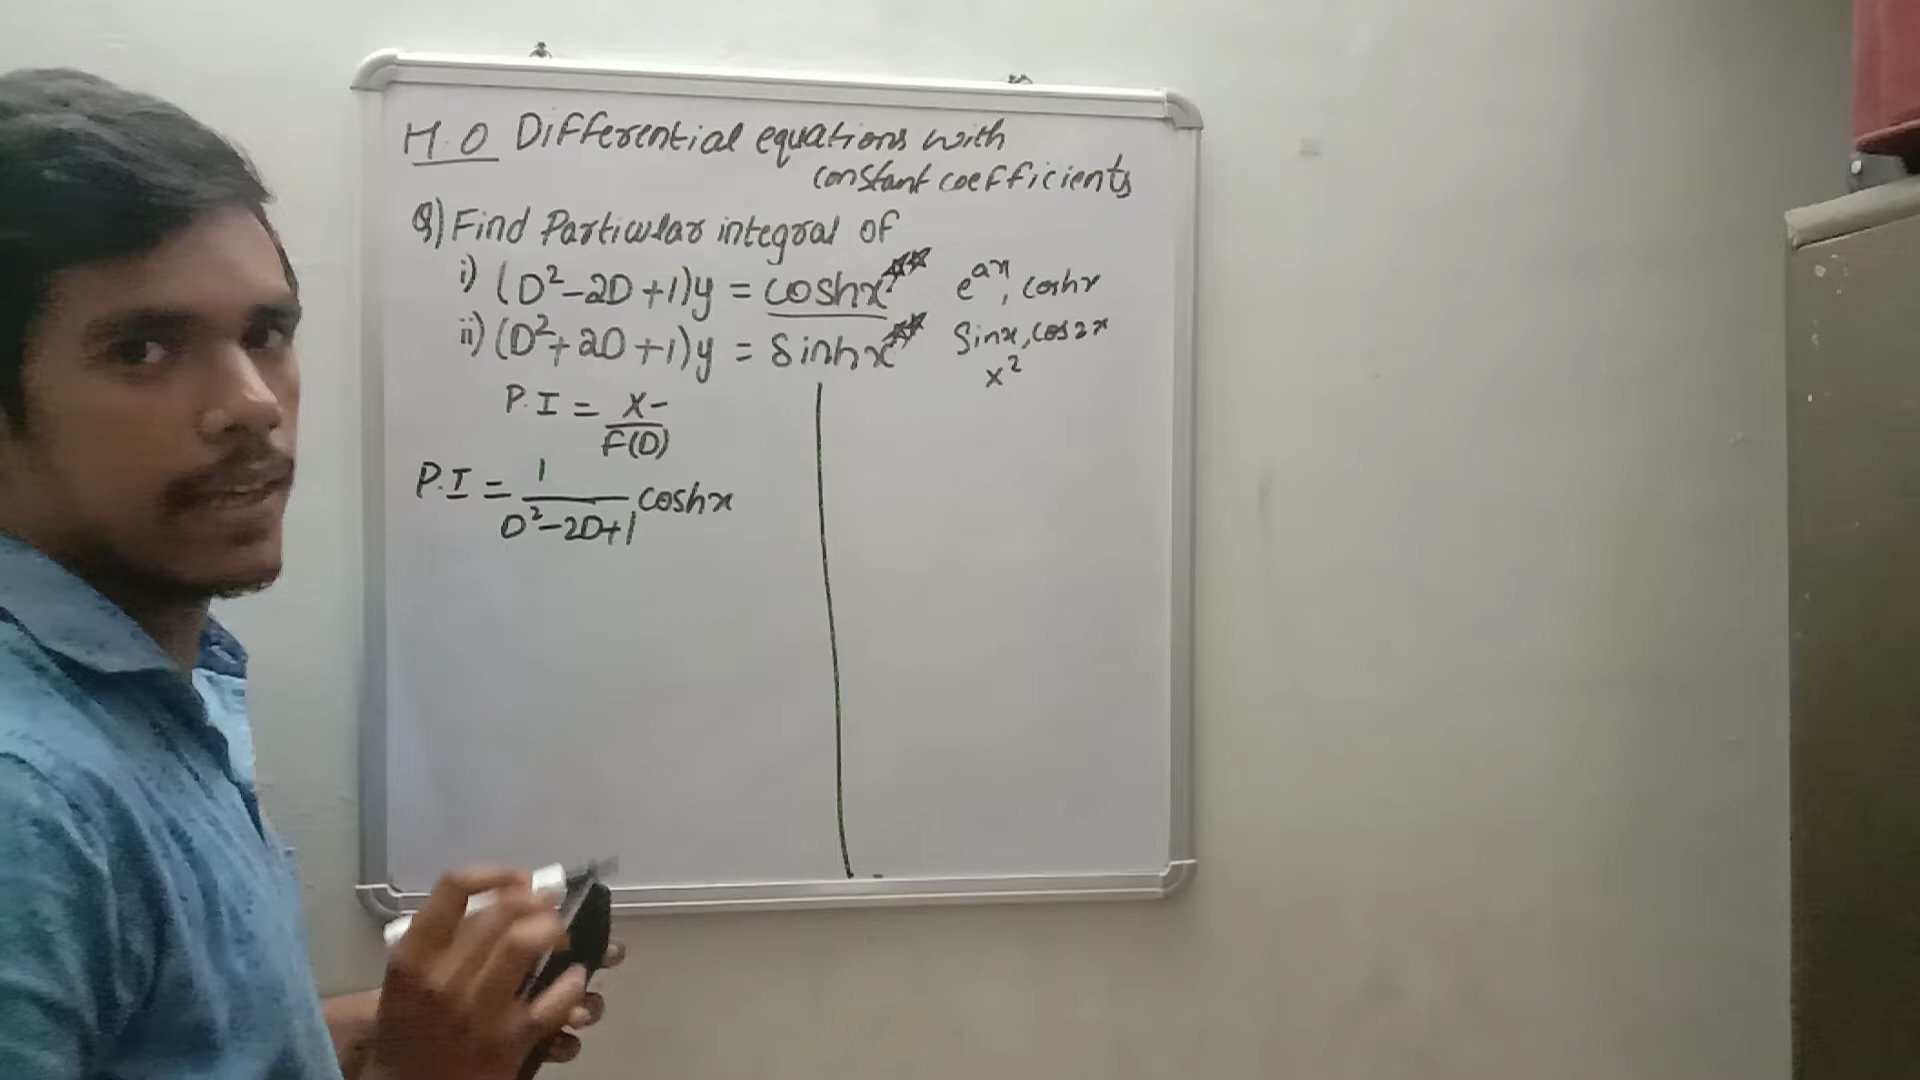 H.O Differential equations with
constant coefficients
Q) Find Particular integral of
i) (D²-2D+1)y = coshx**
ii) (D²+2D+1)y = Sinhx**
e^ax, coshx
Sinx, cos2x
x²
P.I = X/F(D)
P.I = 1/(D²-2D+1) coshx